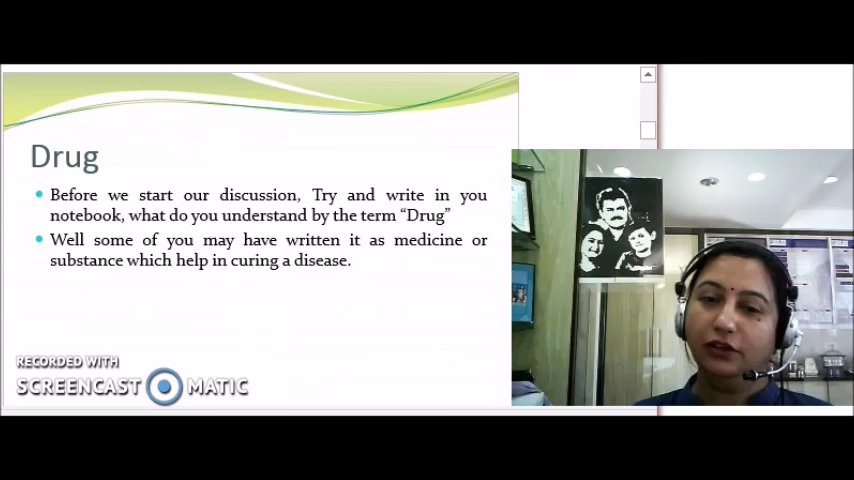 Drug
Before we start our discussion, Try and write in you
notebook, what do you understand by the term “Drug”
Well some of you may have written it as medicine or
substance which help in curing a disease.
RECORDED WITH
SCREENCAST MATIC